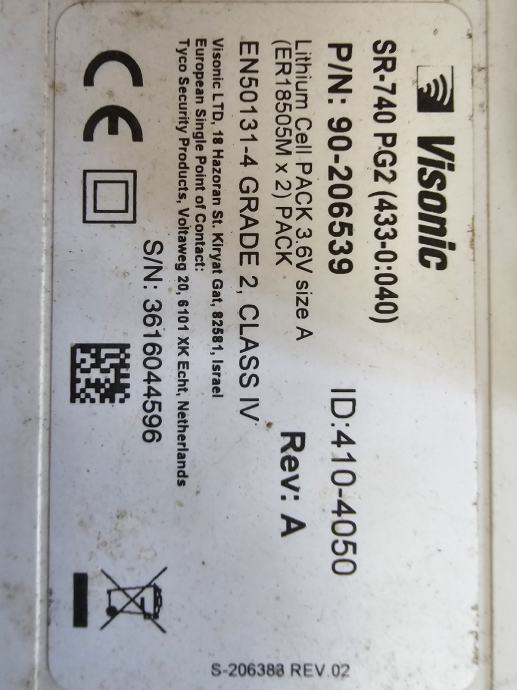 Visonic
SR-740 PG2 (433-0:040)
P/N: 90-206539 ID:410-4050
Lithium Cell PACK 3.6V size A
(ER18505M x 2) PACK Rev: A
EN50131-4 GRADE 2, CLASS IV
Visonic LTD, 18 Hazoran St. Kiryat Gat, 82581, Israel
European Single Point of Contact:
Tyco Security Products, Voltaweg 20, 6101 XK Echt, Netherlands
S/N: 3616044596
CE
S-206383 REV.02